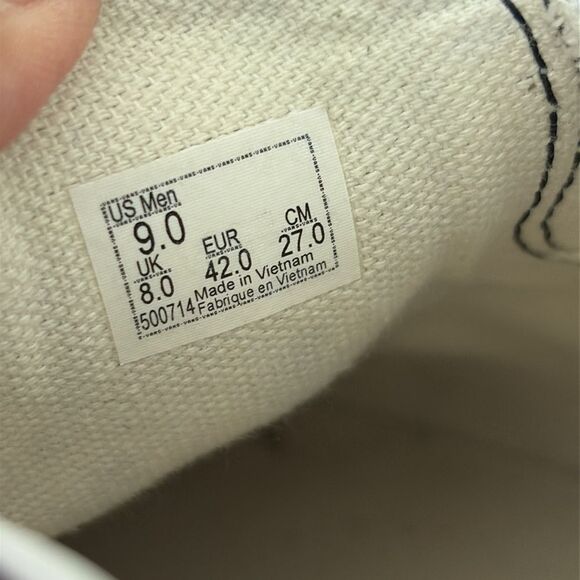 US Men
9.0
UK EUR CM
8.0 42.0 27.0
Made in Vietnam
500714 Fabrique en Vietnam